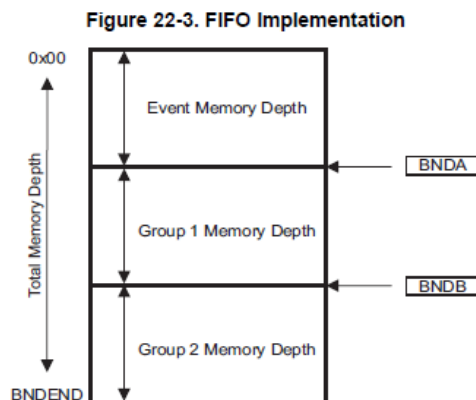 Figure 22-3. FIFO Implementation
0x00
Event Memory Depth
BNDA
Total Memory Depth
Group 1 Memory Depth
BNDB
Group 2 Memory Depth
BNDEND